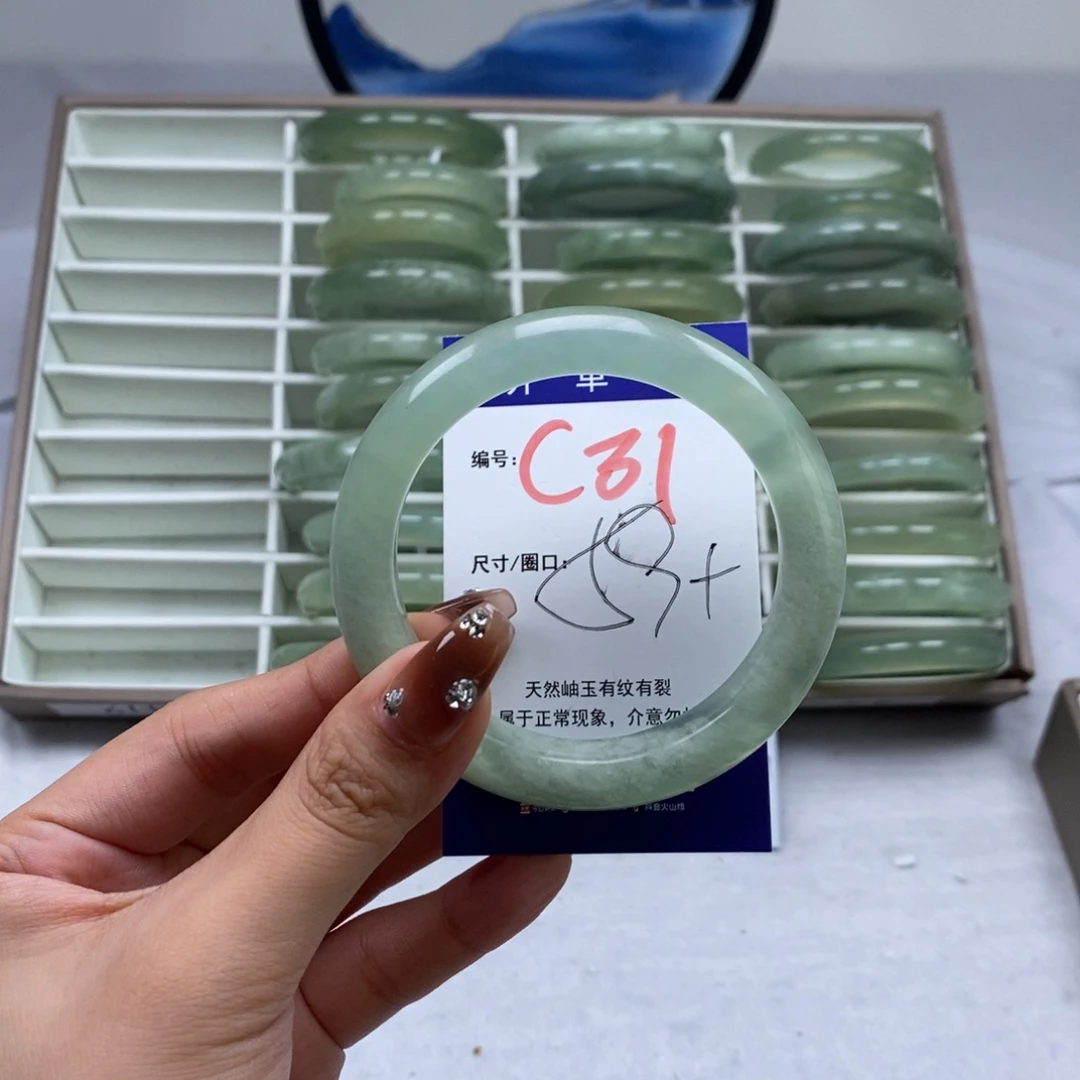 单
编号: C31
尺寸/圈口: 53+
天然岫玉有纹有裂
属于正常现象，介意勿